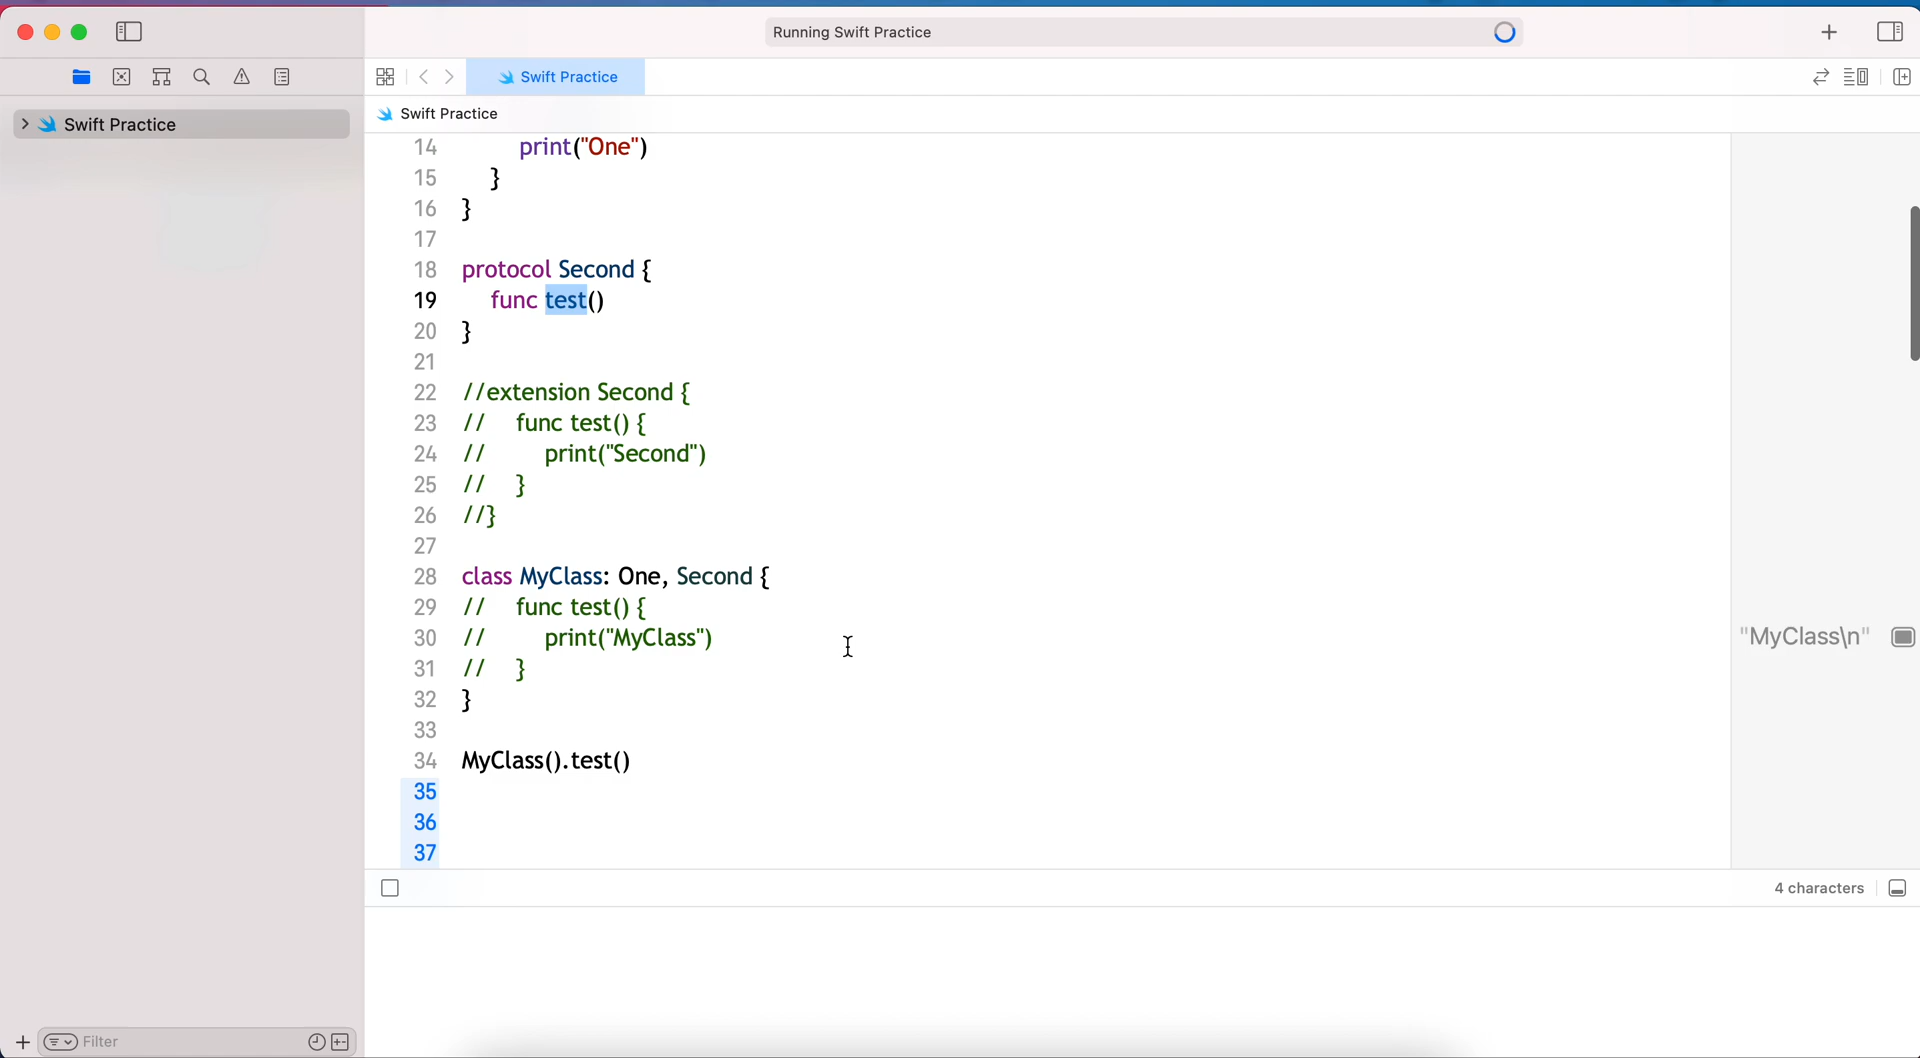 Running Swift Practice
Swift Practice
Swift Practice
Swift Practice
14 print("One")
15 }
16 }
17
18 protocol Second {
19 func test()
20 }
21
22 //extension Second {
23 // func test() {
24 // print("Second")
25 // }
26 //}
27
28 class MyClass: One, Second {
29 // func test() {
30 // print("MyClass")
"MyClass\n"
31 // }
32 }
33
34 MyClass().test()
35
36
37
4 characters
Filter